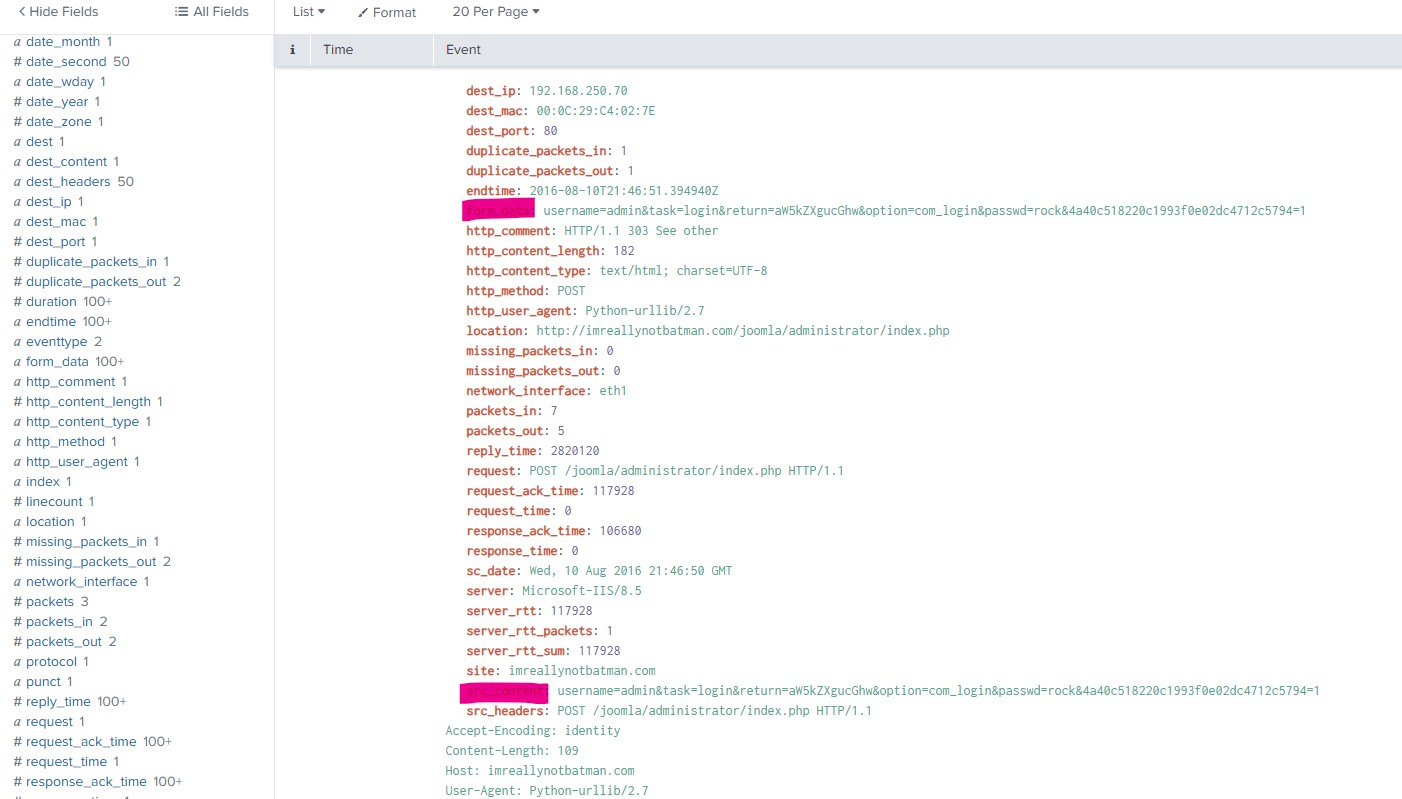 Hide Fields All Fields List Format 20 Per Page
i Time Event
a date_month 1
# date_second 50
a date_wday 1
# date_year 1
# date_zone 1
a dest 1
a dest_content 1
a dest_headers 50
a dest_ip 1
a dest_mac 1
# dest_port 1
# duplicate_packets_in 1
# duplicate_packets_out 2
# duration 100+
a endtime 100+
a eventtype 2
a form_data 100+
a http_comment 1
# http_content_length 1
a http_content_type 1
a http_method 1
a http_user_agent 1
a index 1
# linecount 1
a location 1
# missing_packets_in 1
# missing_packets_out 2
a network_interface 1
# packets 3
# packets_in 2
# packets_out 2
a protocol 1
a punct 1
# reply_time 100+
a request 1
# request_ack_time 100+
# request_time 1
# response_ack_time 100+
dest_ip: 192.168.250.70
dest_mac: 00:0C:29:C4:02:7E
dest_port: 80
duplicate_packets_in: 1
duplicate_packets_out: 1
endtime: 2016-08-10T21:46:51.394940Z
form_data: username=admin&task=login&return=aW5kZXgucGhw&option=com_login&passwd=rock&4a40c518220c1993f0e02dc4712c5794=1
http_comment: HTTP/1.1 303 See other
http_content_length: 182
http_content_type: text/html; charset=UTF-8
http_method: POST
http_user_agent: Python-urllib/2.7
location: http://imreallynotbatman.com/joomla/administrator/index.php
missing_packets_in: 0
missing_packets_out: 0
network_interface: eth1
packets_in: 7
packets_out: 5
reply_time: 2820120
request: POST /joomla/administrator/index.php HTTP/1.1
request_ack_time: 117928
request_time: 0
response_ack_time: 106680
response_time: 0
sc_date: Wed, 10 Aug 2016 21:46:50 GMT
server: Microsoft-IIS/8.5
server_rtt: 117928
server_rtt_packets: 1
server_rtt_sum: 117928
site: imreallynotbatman.com
src_content: username=admin&task=login&return=aW5kZXgucGhw&option=com_login&passwd=rock&4a40c518220c1993f0e02dc4712c5794=1
src_headers: POST /joomla/administrator/index.php HTTP/1.1
Accept-Encoding: identity
Content-Length: 109
Host: imreallynotbatman.com
User-Agent: Python-urllib/2.7